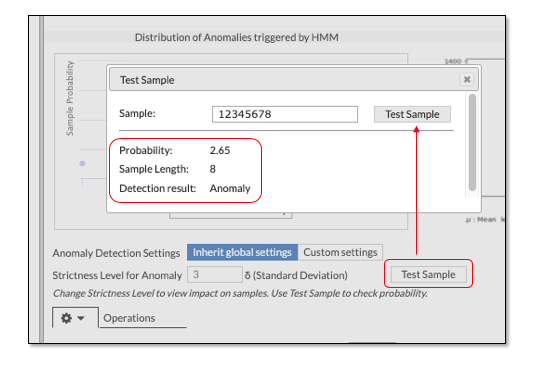 Distribution of Anomalies triggered by HMM
Sample Probability
1400
Test Sample
Sample: 12345678 Test Sample
Probability: 2.65
Sample Length: 8
Detection result: Anomaly
μ: Mean le
Anomaly Detection Settings Inherit global settings Custom settings
Strictness Level for Anomaly 3 δ (Standard Deviation) Test Sample
Change Strictness Level to view impact on samples. Use Test Sample to check probability.
Operations